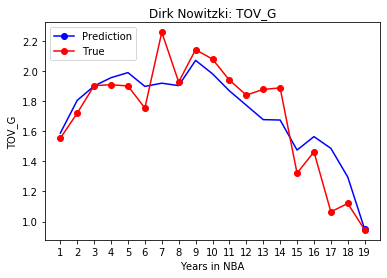 Dirk Nowitzki: TOV_G
Prediction
True
2.2
2.0
1.8
1.6
1.4
1.2
1.0
TOV_G
1 2 3 4 5 6 7 8 9 10 11 12 13 14 15 16 17 18 19
Years in NBA